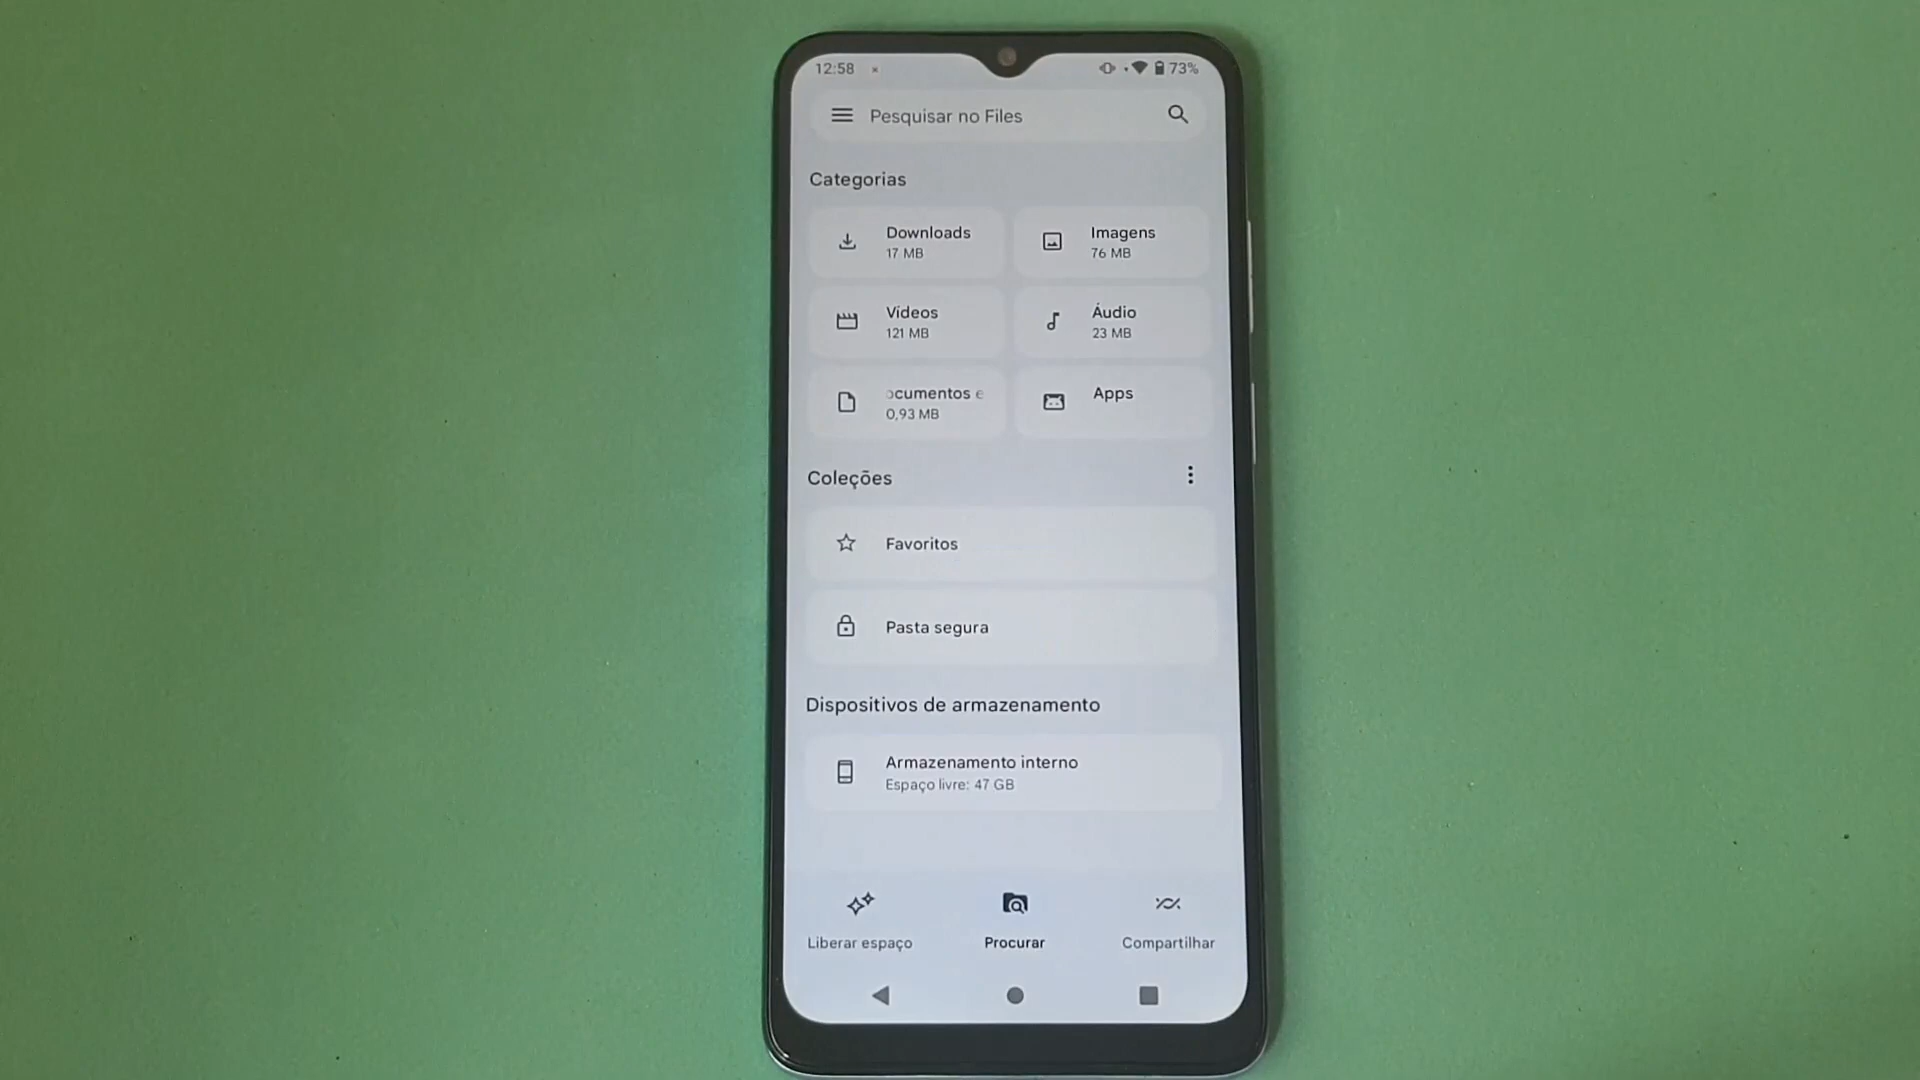 12:58
73%
Pesquisar no Files
Categorias
Downloads
17 MB
Imagens
76 MB
Vídeos
121 MB
Áudio
23 MB
ocumentos e
0,93 MB
Apps
Coleções
Favoritos
Pasta segura
Dispositivos de armazenamento
Armazenamento interno
Espaço livre: 47 GB
Liberar espaço
Procurar
Compartilhar